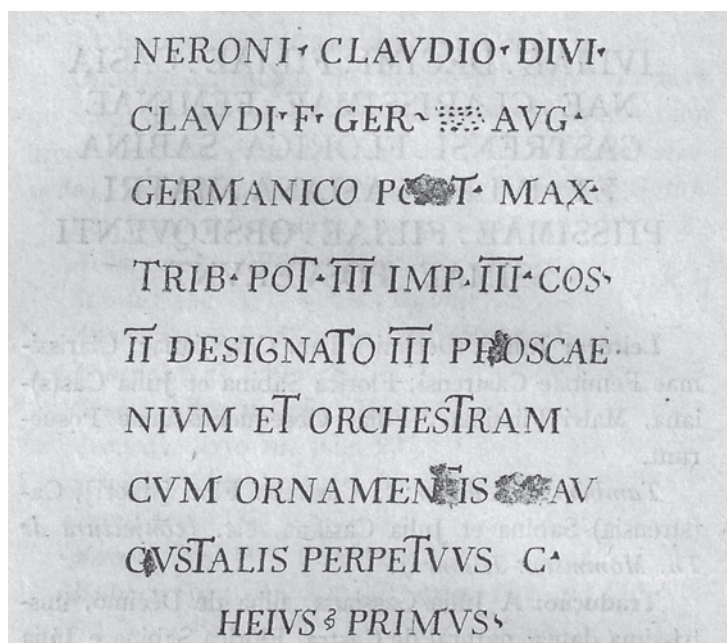 NERONI · CLAVDIO · DIVI ·
CLAVDI · F · GER · AVG ·
GERMANICO MAX ·
TRIB · POT · III IMP · III · COS ·
II DESIGNATO III PROSCAE
NIVM ET ORCHESTRAM
CVM ORNAMENTIS AV
GVSTALIS PERPETVVS C ·
HEIVS PRIMVS ·